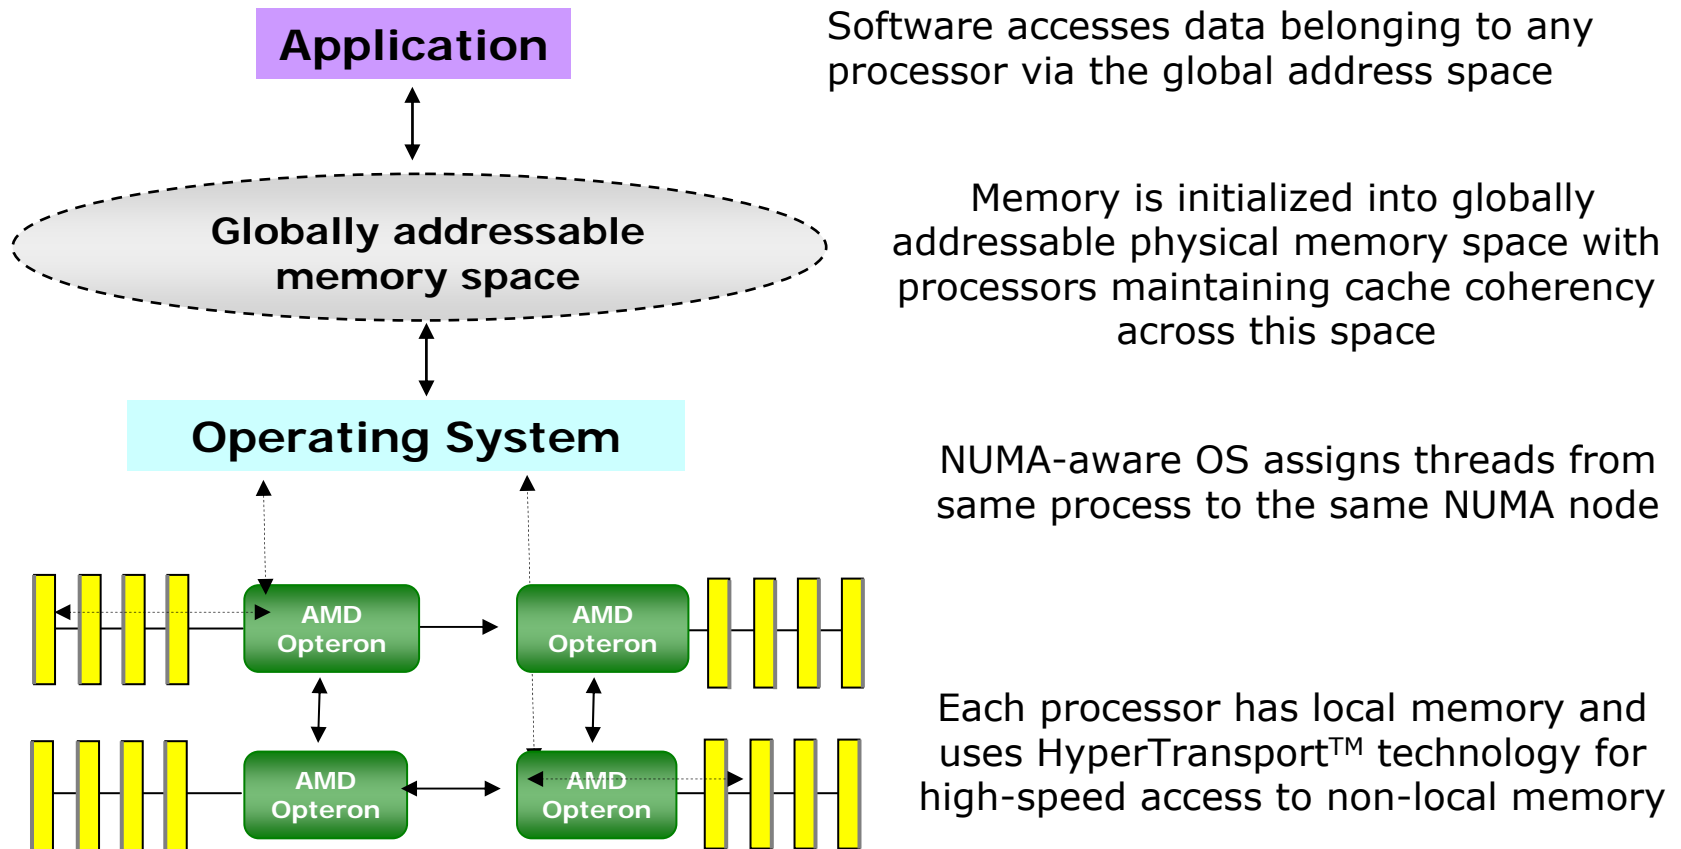 Application
Software accesses data belonging to any
processor via the global address space
Globally addressable
memory space
Memory is initialized into globally
addressable physical memory space with
processors maintaining cache coherency
across this space
Operating System
NUMA-aware OS assigns threads from
same process to the same NUMA node
AMD
Opteron
AMD
Opteron
AMD
Opteron
AMD
Opteron
Each processor has local memory and
uses HyperTransport™ technology for
high-speed access to non-local memory